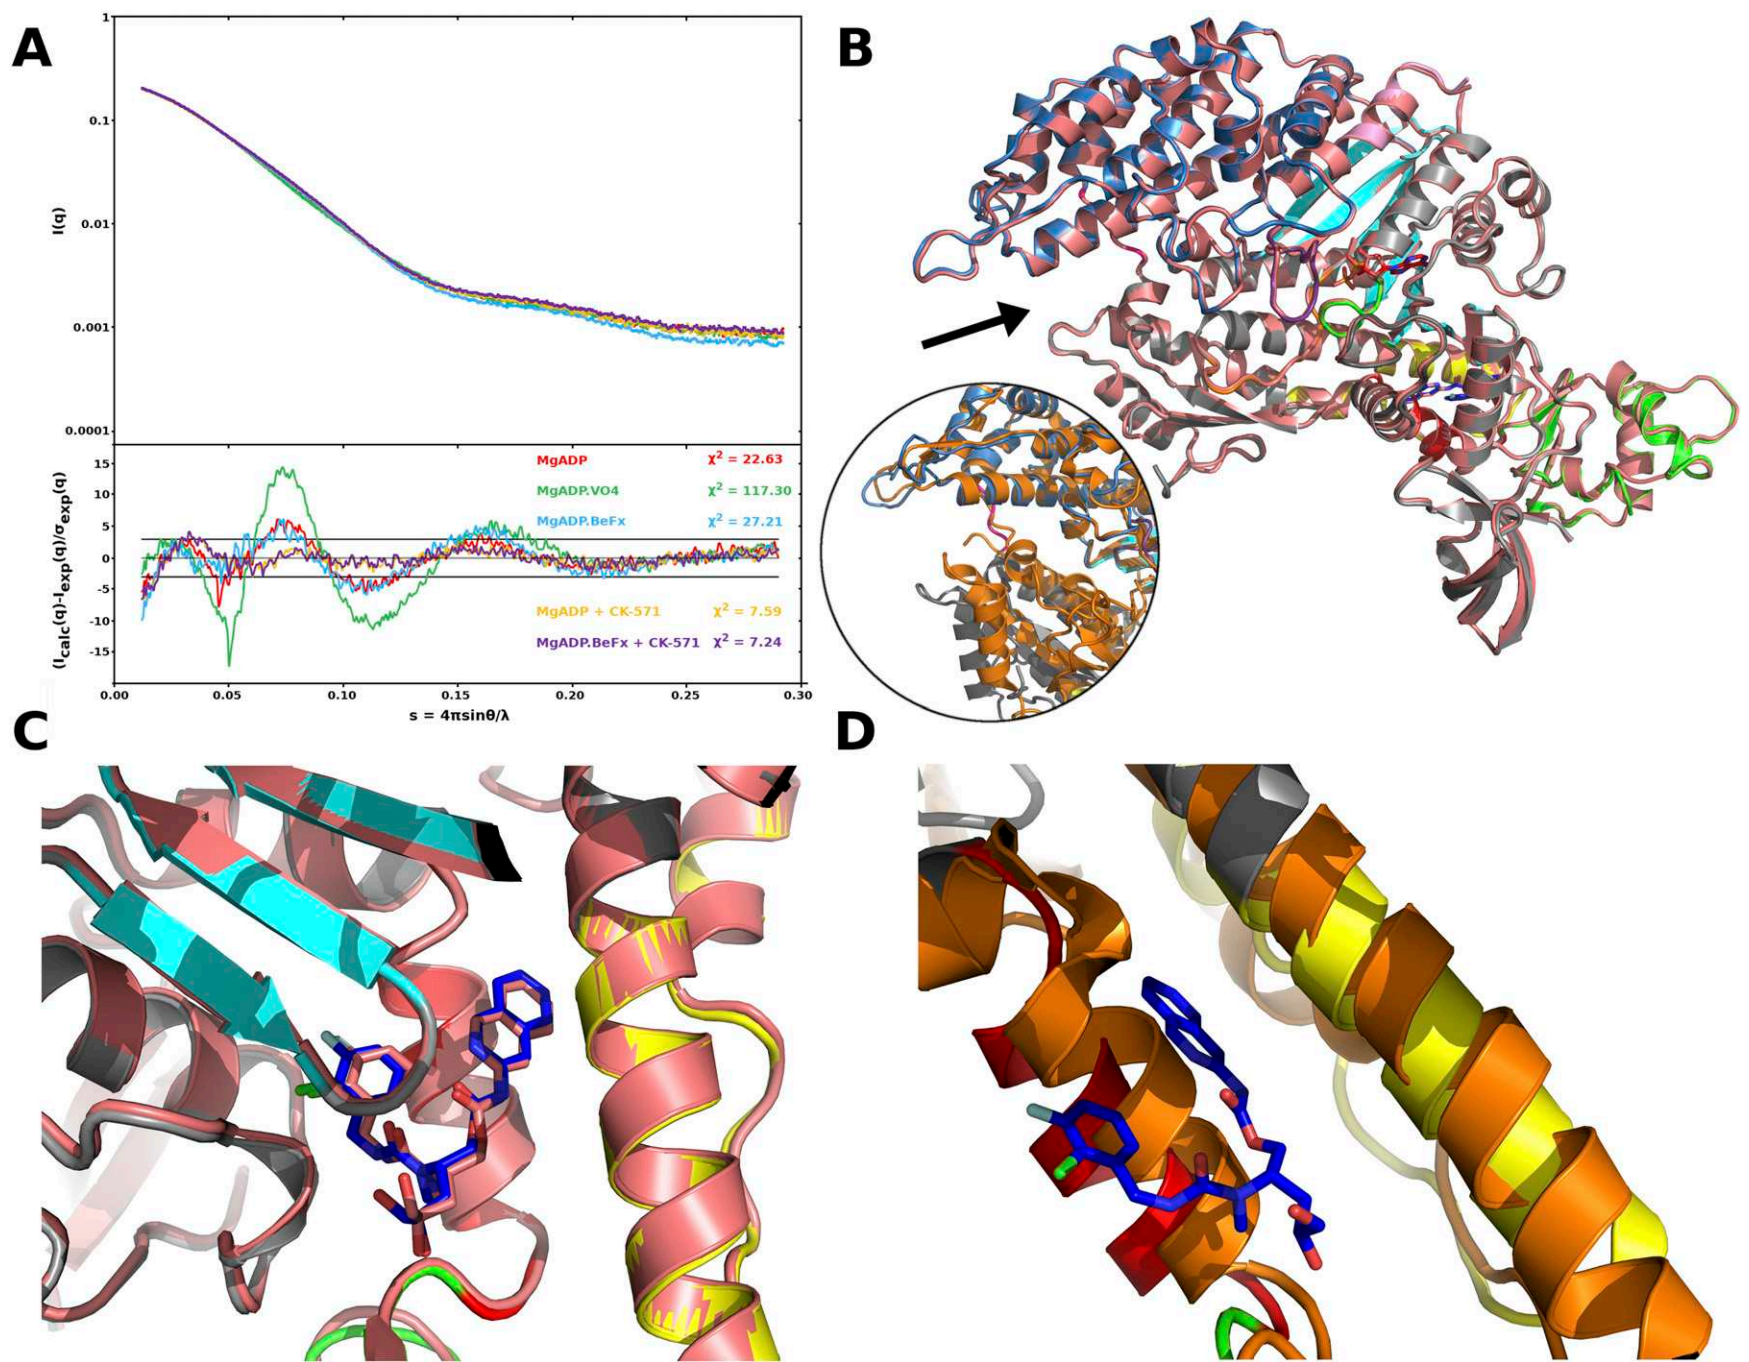 A
B
1
0.1
0.01
0.001
0.0001
I(q)
15
10
5
0
-5
-10
-15
(Icalc(q)-Iexp(q)/σexp(q)
MgADP χ² = 22.63
MgADP.VO4 χ² = 117.30
MgADP.BeFx χ² = 27.21
MgADP + CK-571 χ² = 7.59
MgADP.BeFx + CK-571 χ² = 7.24
0.00 0.05 0.10 0.15 0.20 0.25 0.30
s = 4πsinθ/λ
C
D